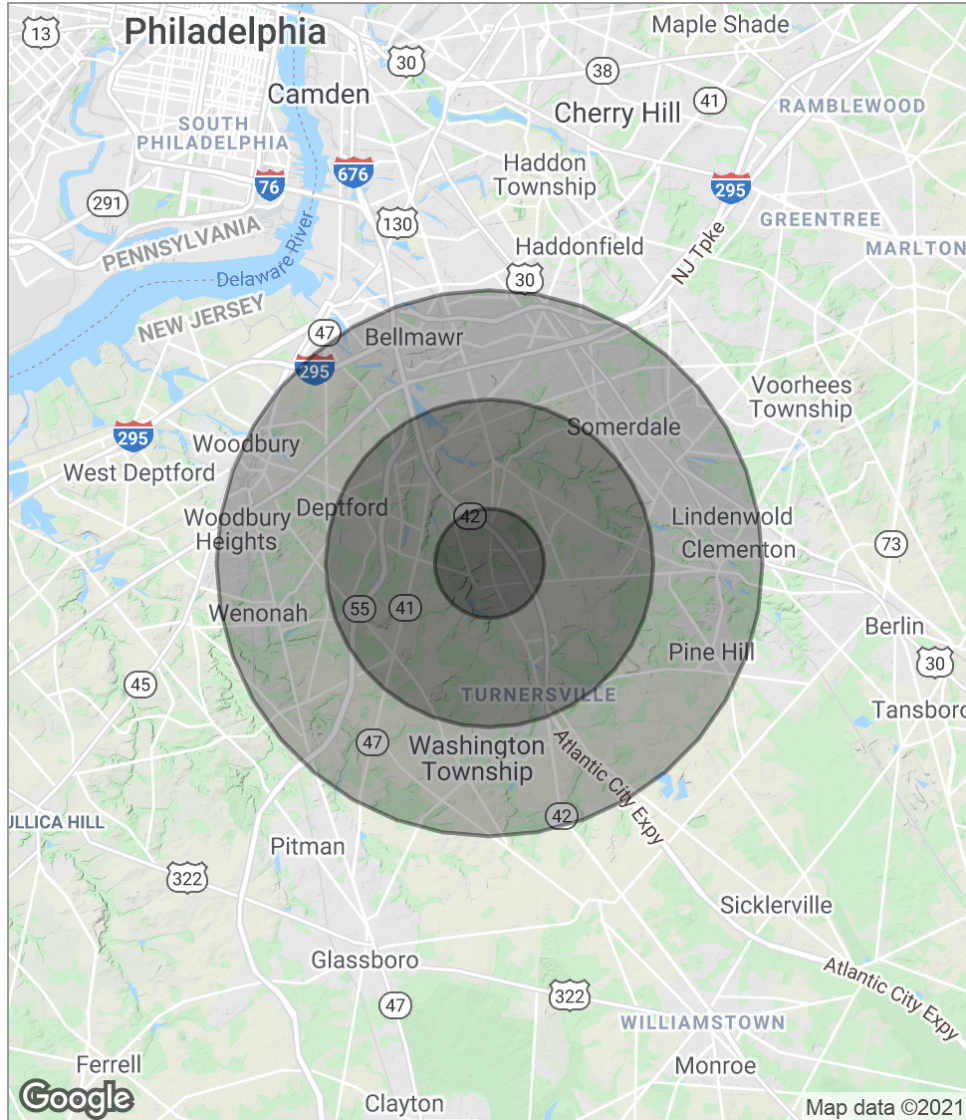 13
Philadelphia
Maple Shade
30
38
Camden
41
Cherry Hill
RAMBLEWOOD
SOUTH
PHILADELPHIA
Haddon
Township
676
76
295
291
130
GREENTREE
PENNSYLVANIA
Haddonfield
MARLTON
NJ Tpke
Delaware River
30
NEW JERSEY
47
Bellmawr
295
Voorhees
Township
295
Woodbury
Somerdale
West Deptford
Deptford
42
Woodbury
Heights
Lindenwold
Clementon
73
Wenonah
55
41
Berlin
Pine Hill
30
45
TURNERSVILLE
Tansboro
47
Washington
Township
Atlantic City Expy
42
ULLICA HILL
Pitman
322
Sicklerville
Glassboro
Atlantic City Expy
47
322
WILLIAMSTOWN
Ferrell
Monroe
Google
Clayton
Map data ©2021